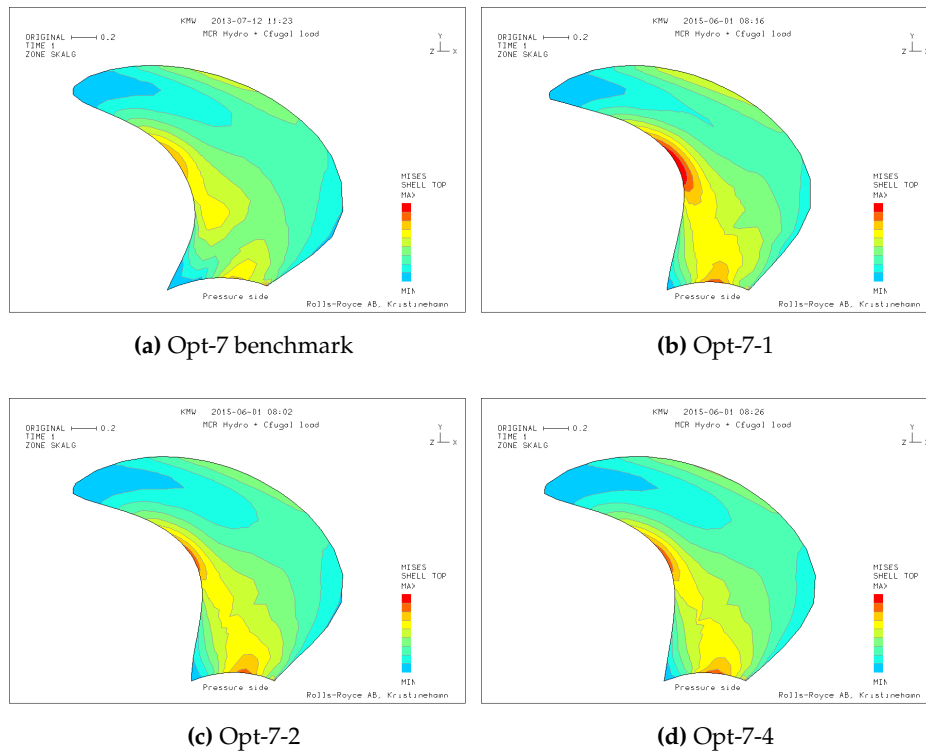 KMW 2013-07-12 11:23
MCR Hydro + Cfugal load
ORIGINAL 0.2
TIME 1
ZONE SKALG
Y
Z X
MISES
SHELL TOP
MAX
MIN
Pressure side
Rolls-Royce AB, Kristinehamn
(a) Opt-7 benchmark
KMW 2015-06-01 08:16
MCR Hydro + Cfugal load
ORIGINAL 0.2
TIME 1
ZONE SKALG
Y
Z X
MISES
SHELL TOP
MAX
MIN
Pressure side
Rolls-Royce AB, Kristinehamn
(b) Opt-7-1
KMW 2015-06-01 08:02
MCR Hydro + Cfugal load
ORIGINAL 0.2
TIME 1
ZONE SKALG
Y
Z X
MISES
SHELL TOP
MAX
MIN
Pressure side
Rolls-Royce AB, Kristinehamn
(c) Opt-7-2
KMW 2015-06-01 08:26
MCR Hydro + Cfugal load
ORIGINAL 0.2
TIME 1
ZONE SKALG
Y
Z X
MISES
SHELL TOP
MAX
MIN
Pressure side
Rolls-Royce AB, Kristinehamn
(d) Opt-7-4